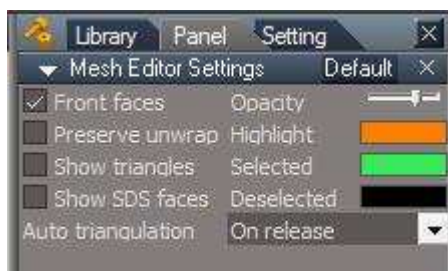 Library Panel Setting
Mesh Editor Settings Default
Front faces Opacity
Preserve unwrap Highlight
Show triangles Selected
Show SDS faces Deselected
Auto triangulation On release